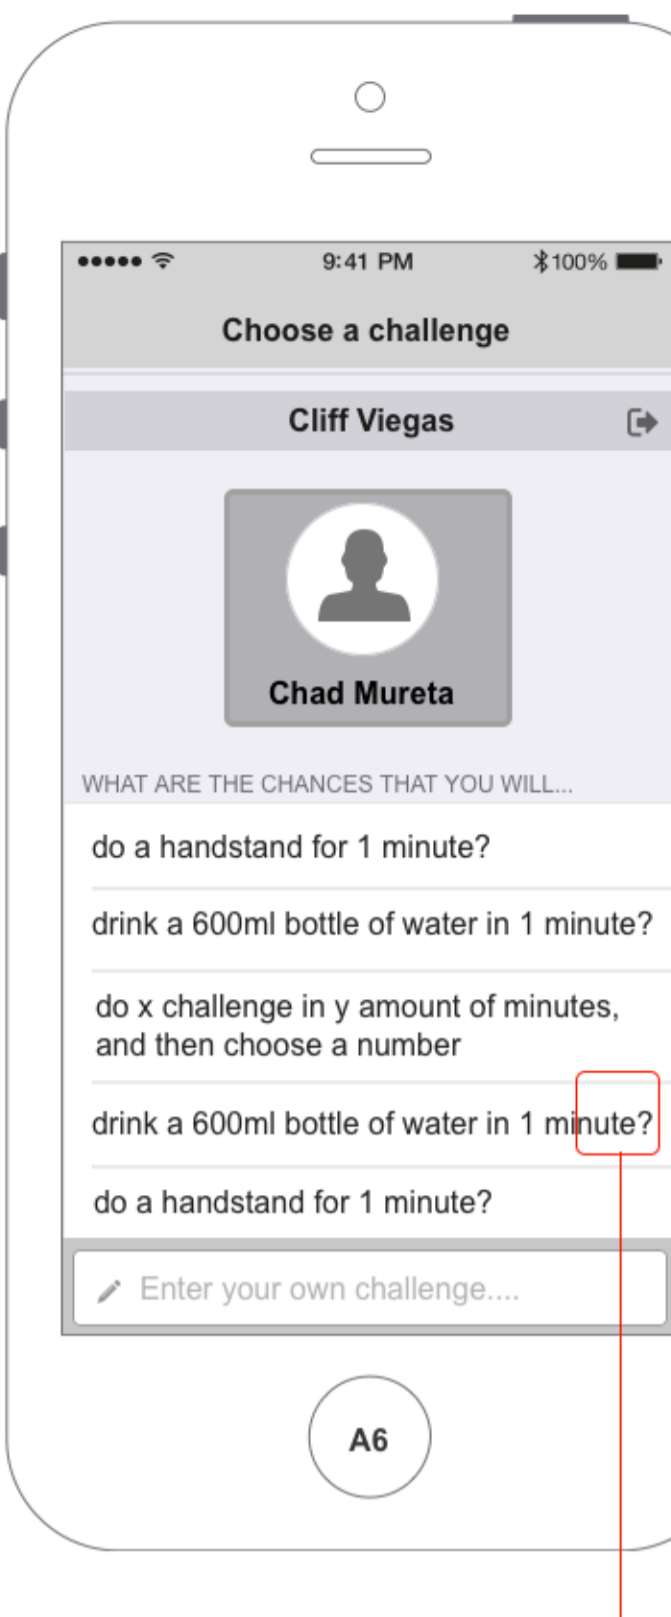 9:41 PM
100%
Choose a challenge
Cliff Viegas
Chad Mureta
WHAT ARE THE CHANCES THAT YOU WILL...
do a handstand for 1 minute?
drink a 600ml bottle of water in 1 minute?
do x challenge in y amount of minutes,
and then choose a number
drink a 600ml bottle of water in 1 minute?
do a handstand for 1 minute?
Enter your own challenge....
A6